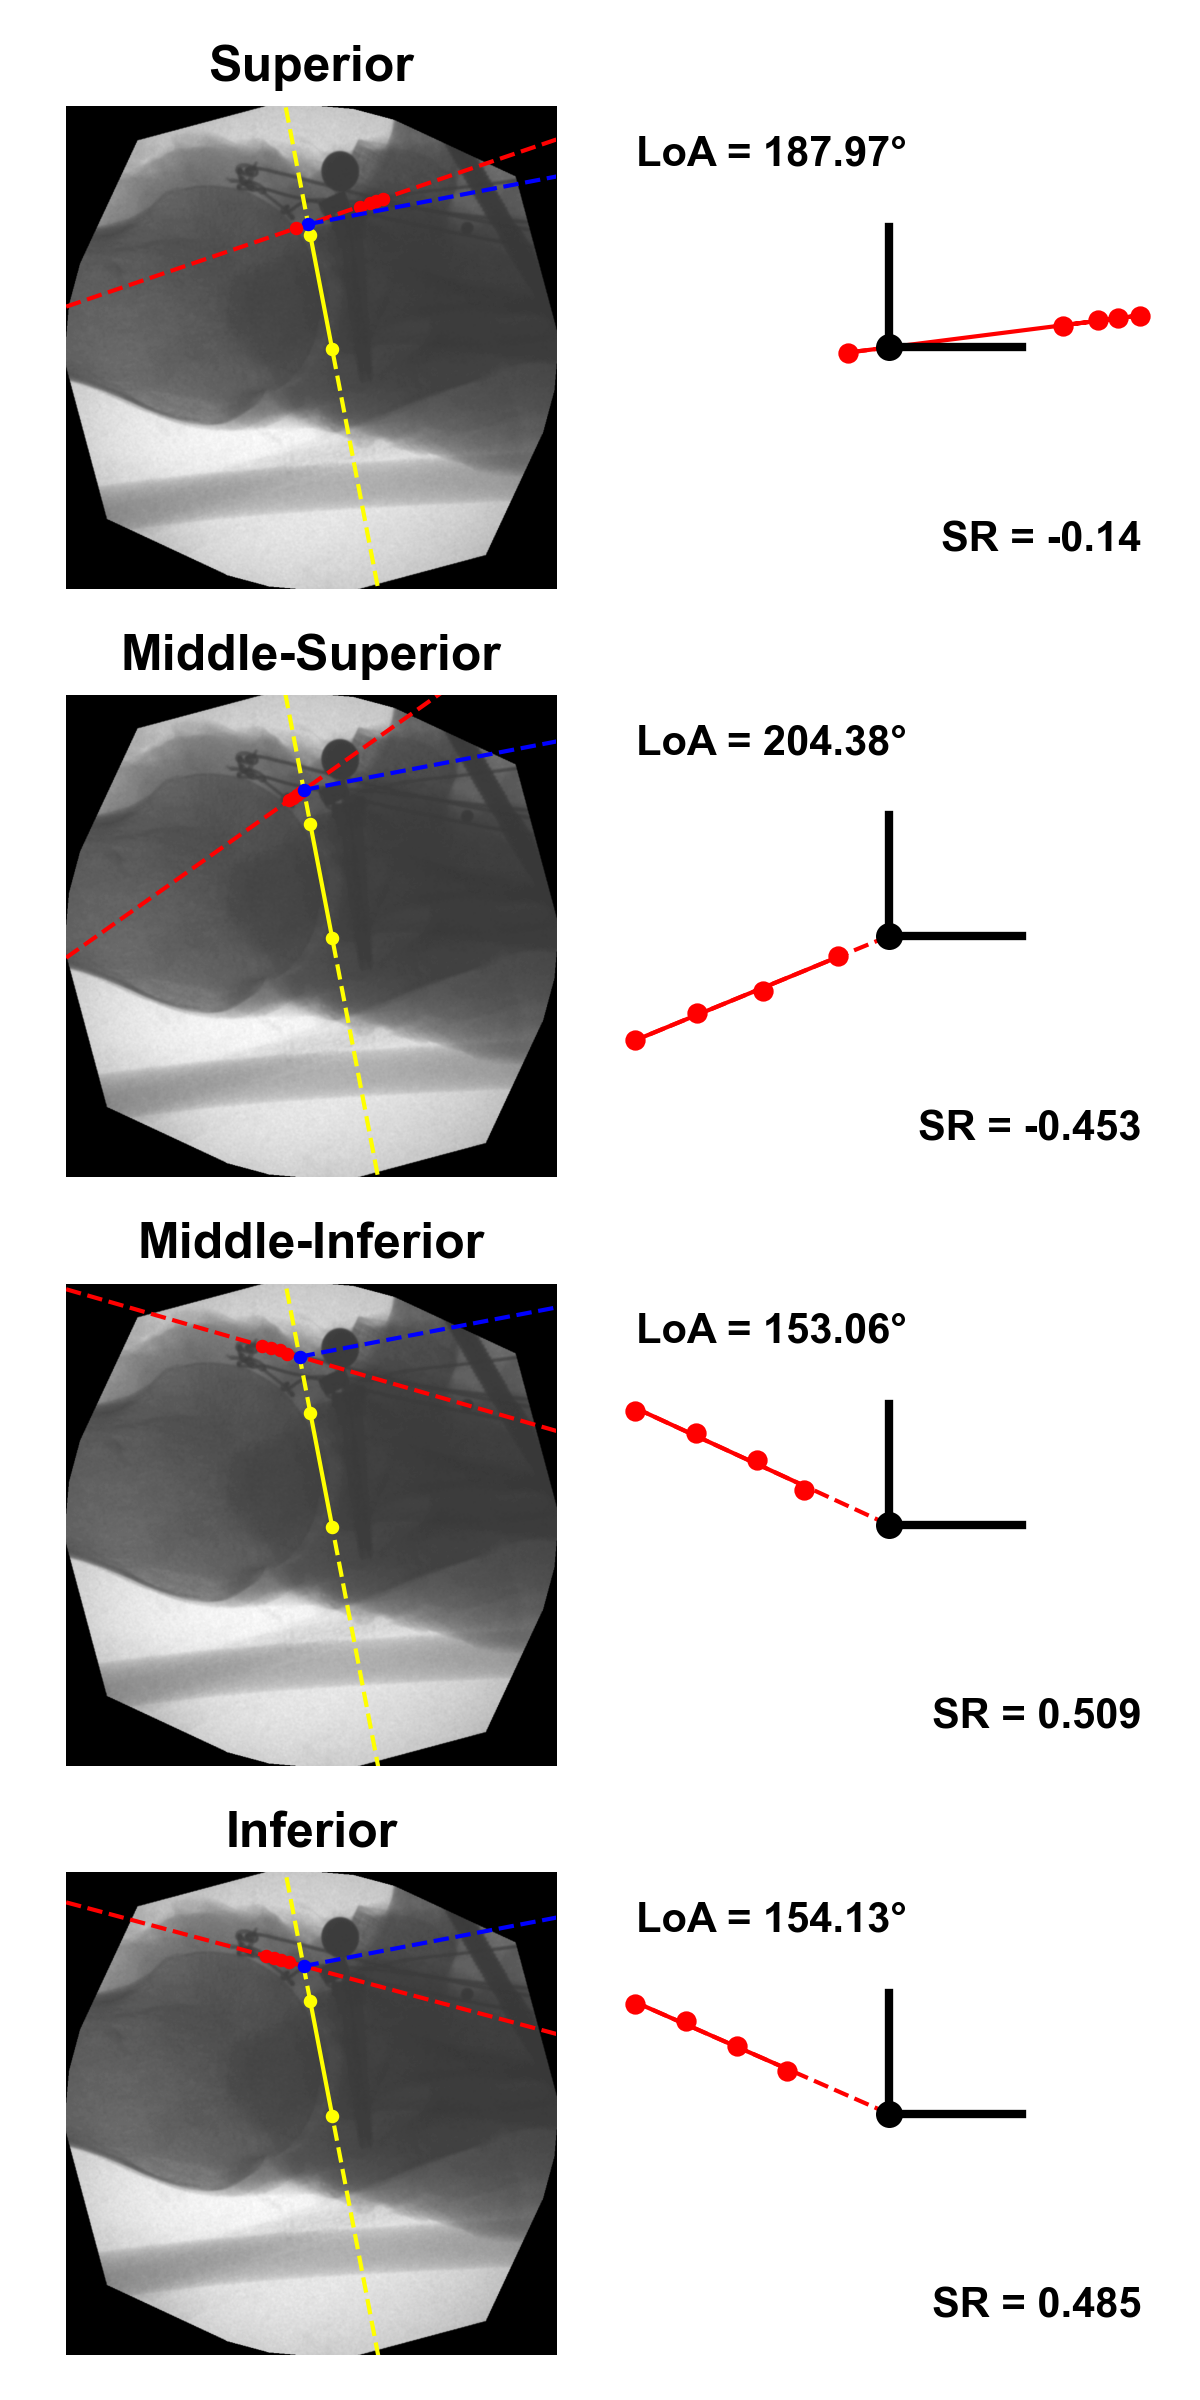 Superior
LoA = 187.97°
SR = -0.14
Middle-Superior
LoA = 204.38°
SR = -0.453
Middle-Inferior
LoA = 153.06°
SR = 0.509
Inferior
LoA = 154.13°
SR = 0.485